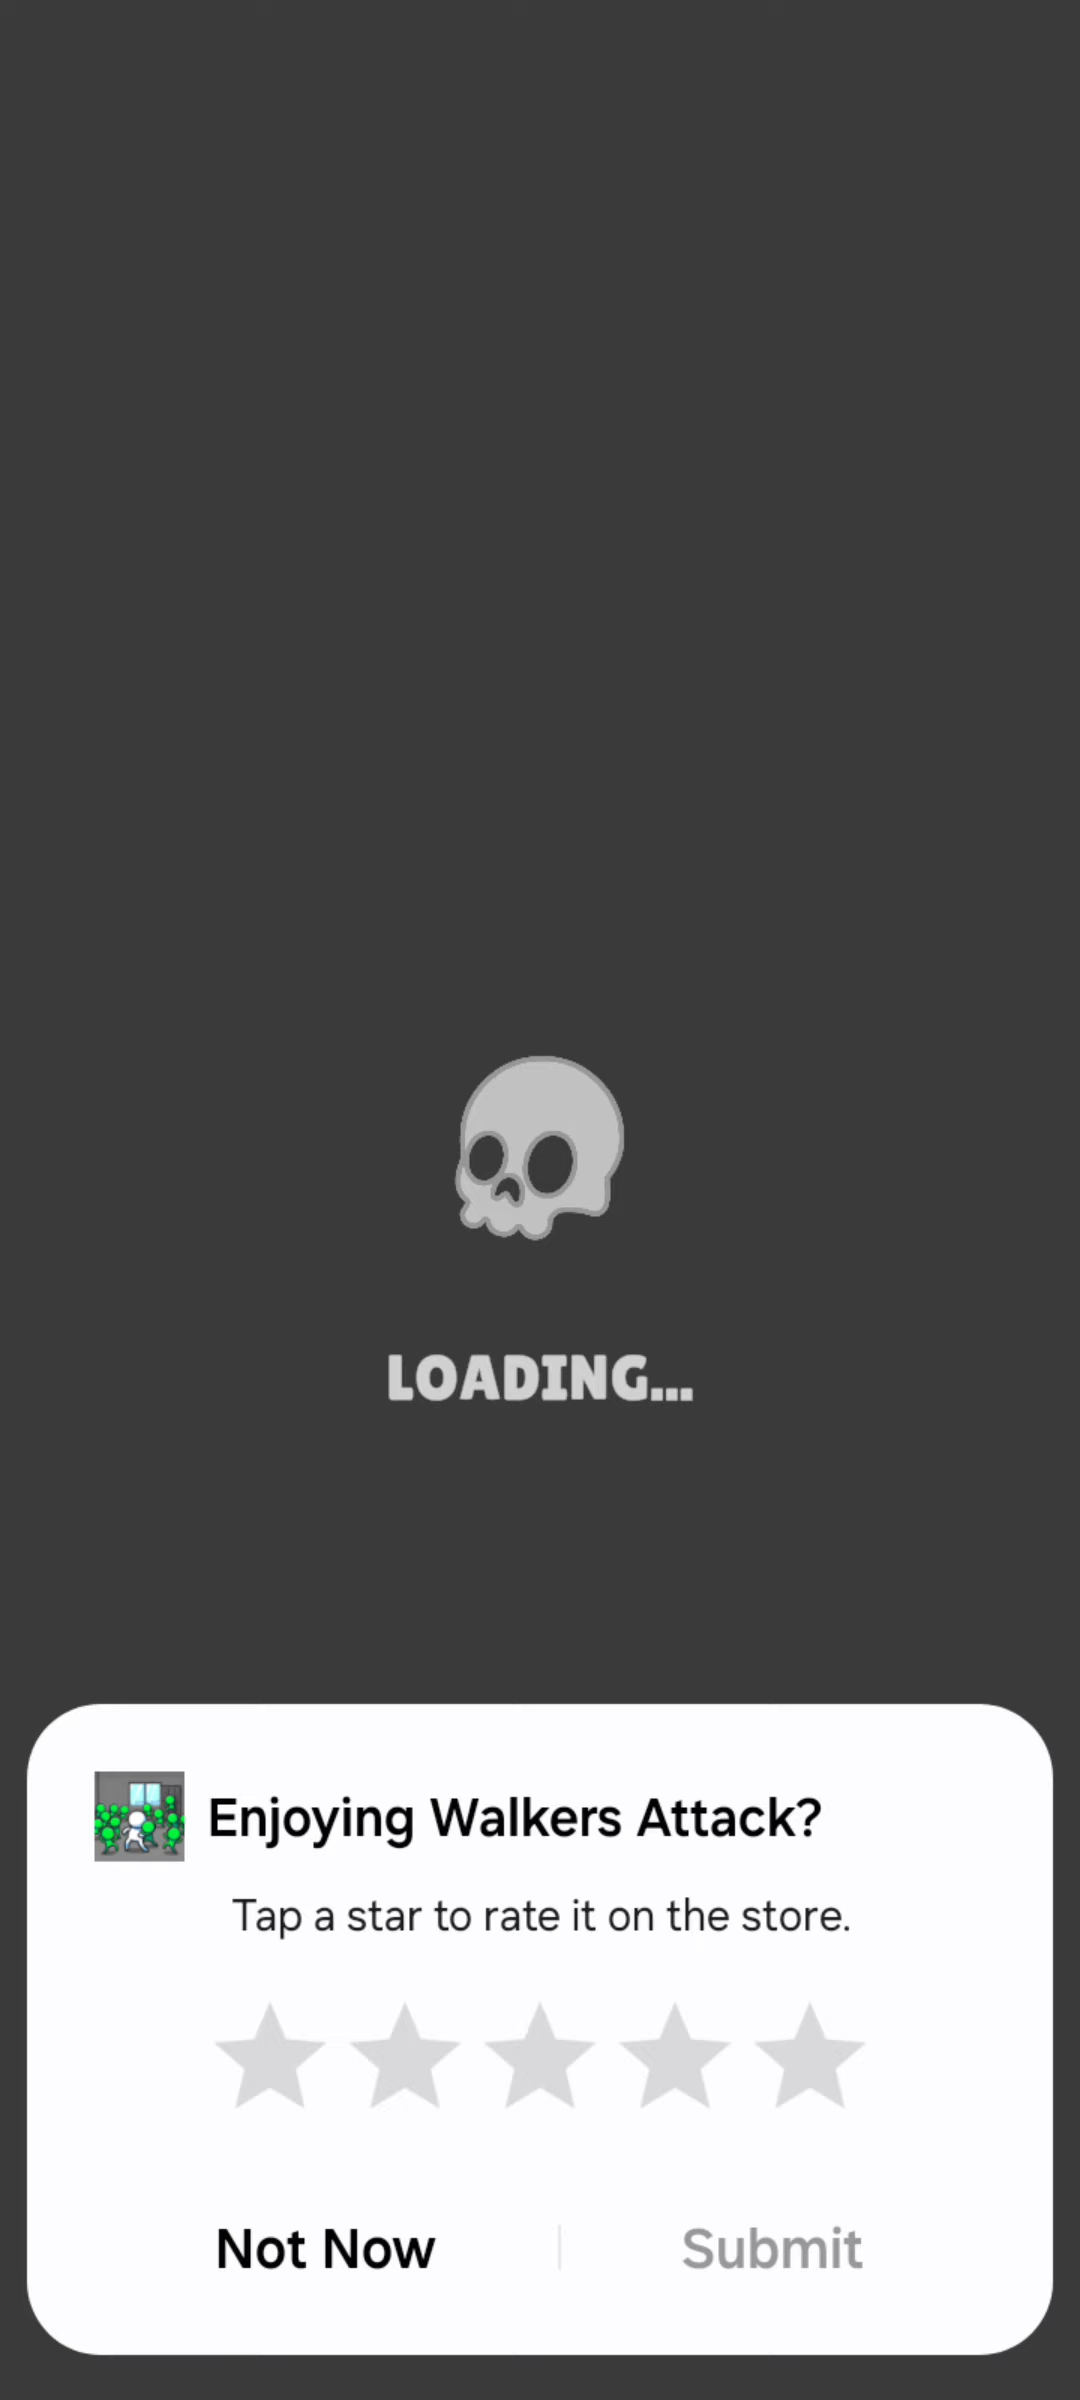 LOADING...
Enjoying Walkers Attack?
Tap a star to rate it on the store.
Not Now
Submit